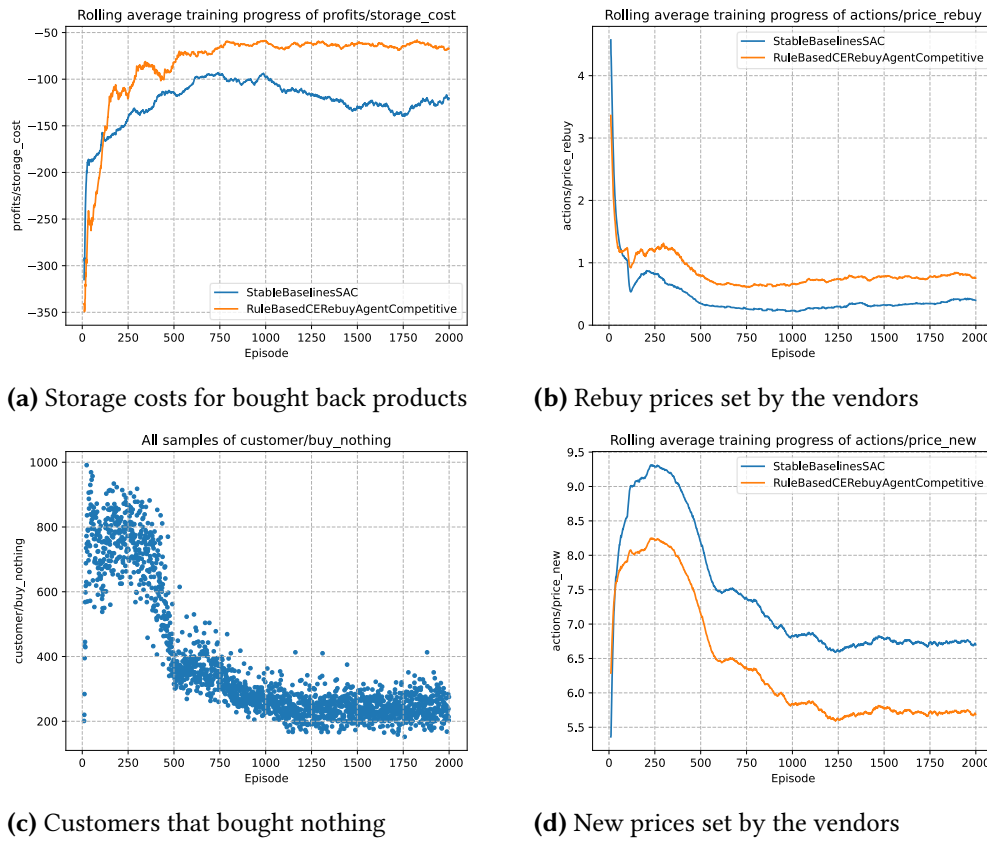 Rolling average training progress of profits/storage_cost
−50
−100
−150
−200
−250
−300
−350
profits/storage_cost
StableBaselinesSAC
RuleBasedCERebuyAgentCompetitive
0 250 500 750 1000 1250 1500 1750 2000
Episode
(a) Storage costs for bought back products
Rolling average training progress of actions/price_rebuy
4
3
2
1
0
actions/price_rebuy
StableBaselinesSAC
RuleBasedCERebuyAgentCompetitive
0 250 500 750 1000 1250 1500 1750 2000
Episode
(b) Rebuy prices set by the vendors
All samples of customer/buy_nothing
1000
800
600
400
200
customer/buy_nothing
0 250 500 750 1000 1250 1500 1750 2000
Episode
(c) Customers that bought nothing
Rolling average training progress of actions/price_new
9.5
9.0
8.5
8.0
7.5
7.0
6.5
6.0
5.5
actions/price_new
StableBaselinesSAC
RuleBasedCERebuyAgentCompetitive
0 250 500 750 1000 1250 1500 1750 2000
Episode
(d) New prices set by the vendors